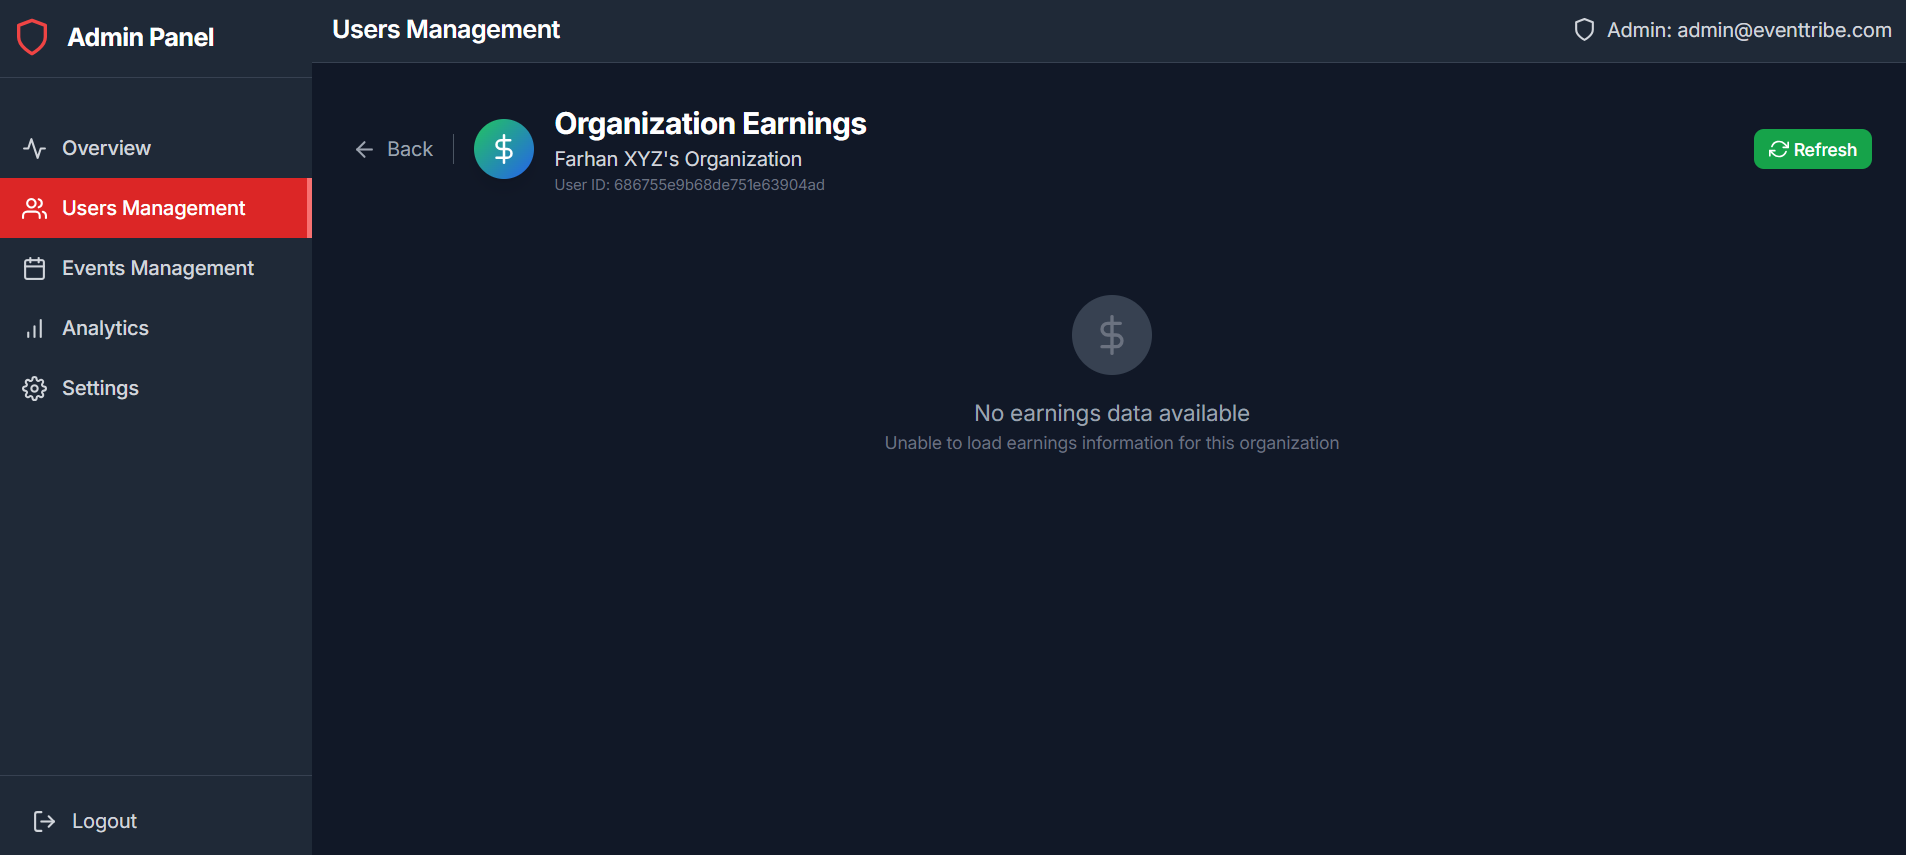 Admin Panel
Users Management
Admin: admin@eventtribe.com
Overview
Users Management
Events Management
Analytics
Settings
Logout
Back
$
Organization Earnings
Farhan XYZ's Organization
User ID: 686755e9b68de751e63904ad
Refresh
$
No earnings data available
Unable to load earnings information for this organization